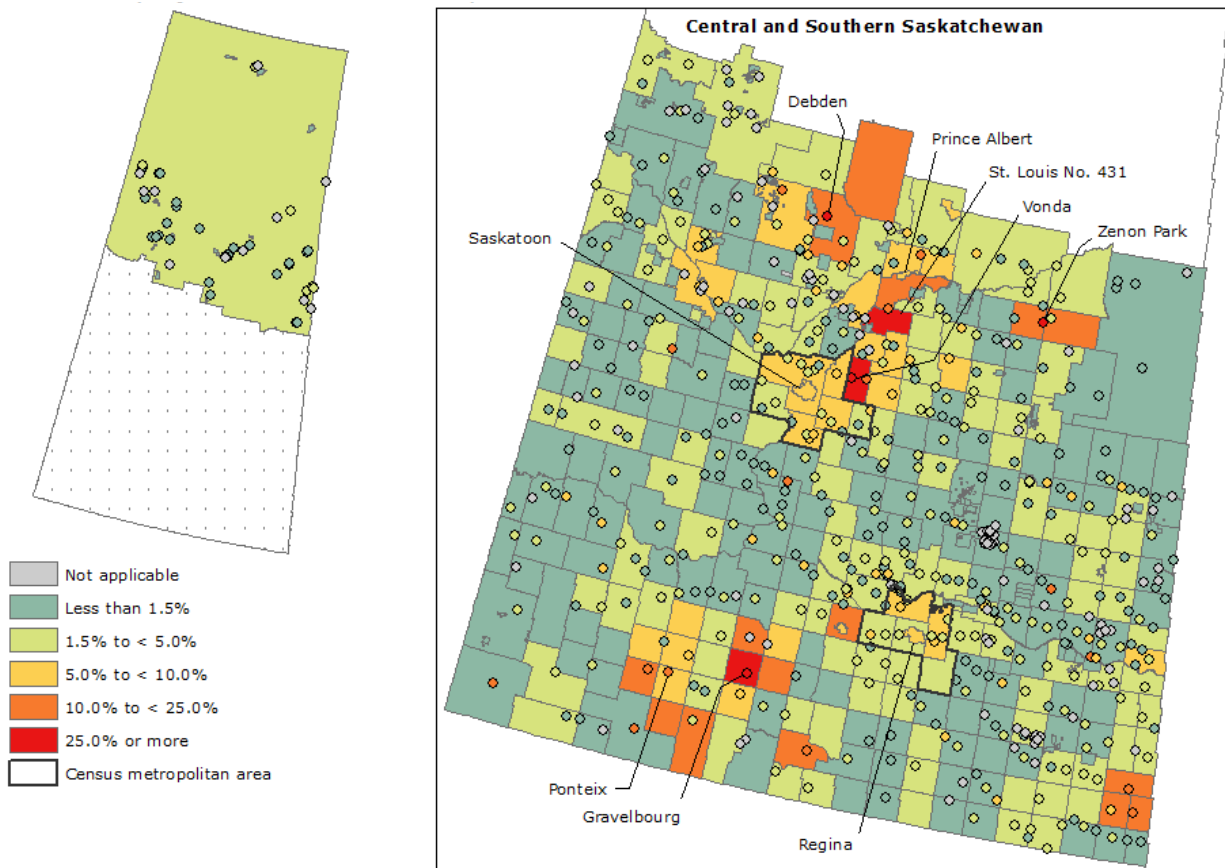 Central and Southern Saskatchewan
Debden
Prince Albert
St. Louis No. 431
Vonda
Zenon Park
Saskatoon
Not applicable
Less than 1.5%
1.5% to < 5.0%
5.0% to < 10.0%
10.0% to < 25.0%
25.0% or more
Census metropolitan area
Ponteix
Gravelbourg
Regina